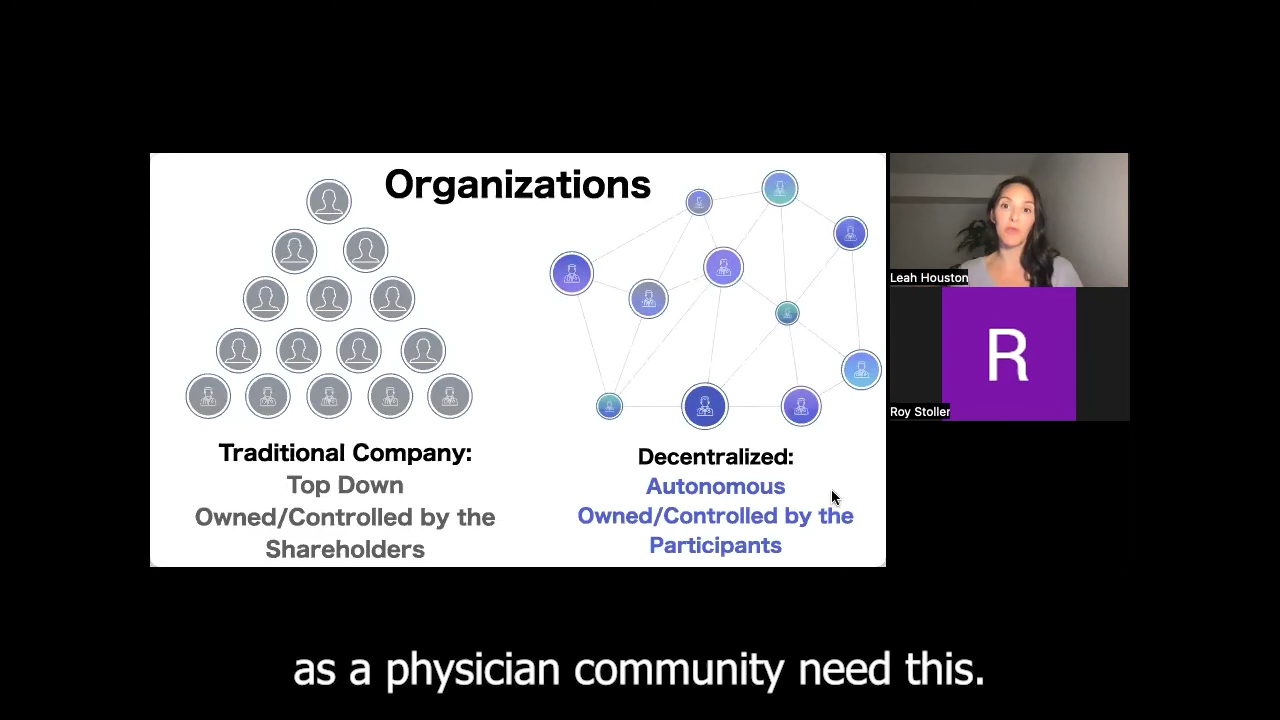 Organizations
Traditional Company:
Top Down
Owned/Controlled by the
Shareholders
Decentralized:
Autonomous
Owned/Controlled by the
Participants
Leah Houston
R
Roy Stoller
as a physician community need this.